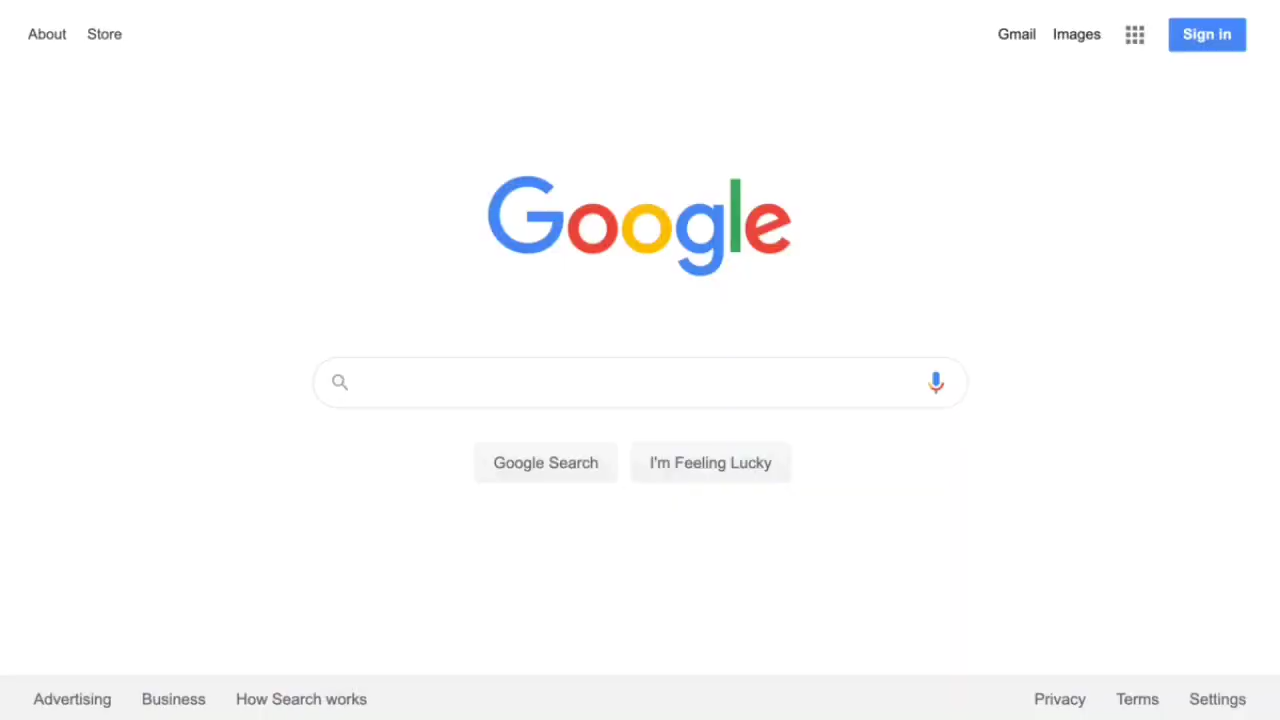 About Store Gmail Images Sign in
Google
Google Search I'm Feeling Lucky
Advertising Business How Search works Privacy Terms Settings